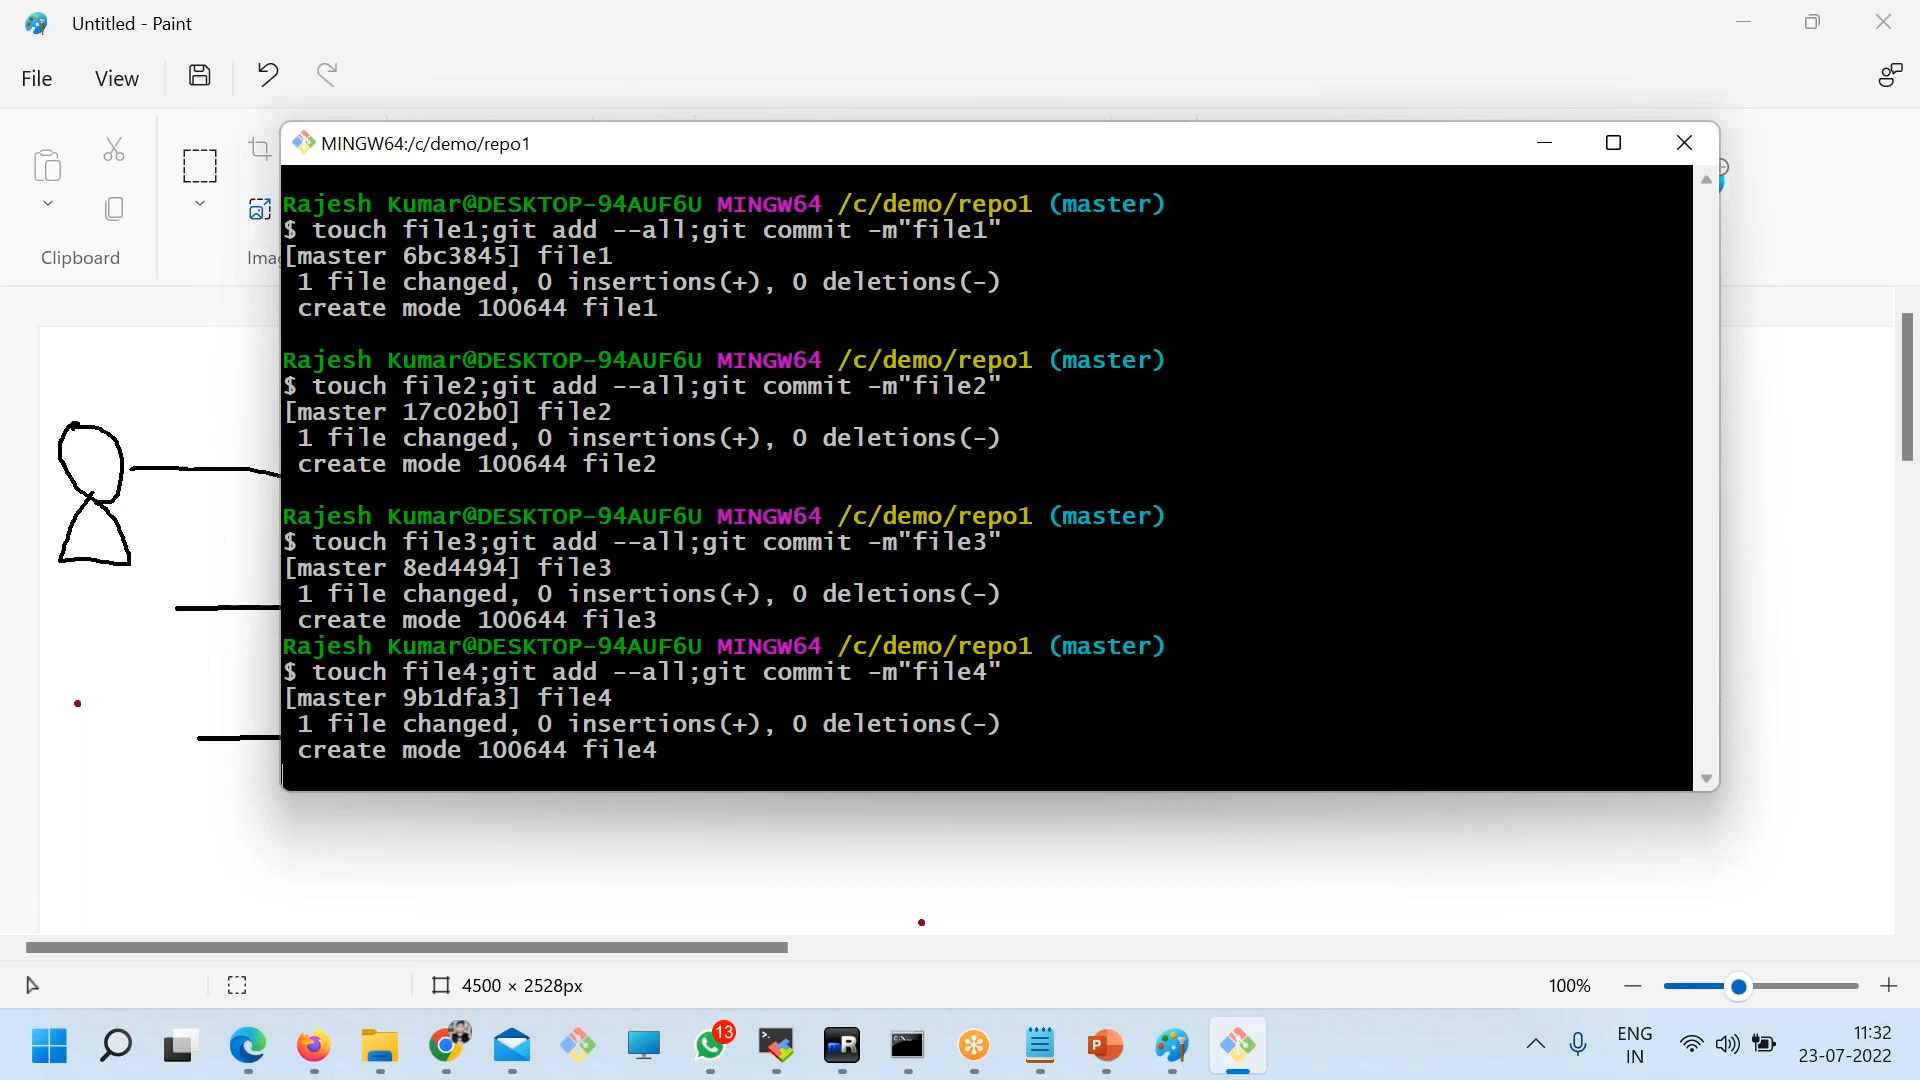 Untitled - Paint
File View
MINGW64:/c/demo/repo1
Clipboard
Rajesh Kumar@DESKTOP-94AUF6U MINGW64 /c/demo/repo1 (master)
$ touch file1;git add --all;git commit -m"file1"
[master 6bc3845] file1
1 file changed, 0 insertions(+), 0 deletions(-)
create mode 100644 file1
Rajesh Kumar@DESKTOP-94AUF6U MINGW64 /c/demo/repo1 (master)
$ touch file2;git add --all;git commit -m"file2"
[master 17c02b0] file2
1 file changed, 0 insertions(+), 0 deletions(-)
create mode 100644 file2
Rajesh Kumar@DESKTOP-94AUF6U MINGW64 /c/demo/repo1 (master)
$ touch file3;git add --all;git commit -m"file3"
[master 8ed4494] file3
1 file changed, 0 insertions(+), 0 deletions(-)
create mode 100644 file3
Rajesh Kumar@DESKTOP-94AUF6U MINGW64 /c/demo/repo1 (master)
$ touch file4;git add --all;git commit -m"file4"
[master 9b1dfa3] file4
1 file changed, 0 insertions(+), 0 deletions(-)
create mode 100644 file4
4500 × 2528px
100%
13
ENG
IN
11:32
23-07-2022